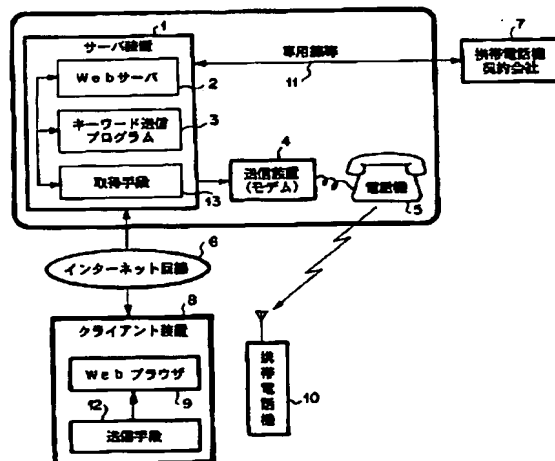 1
サーバ装置
Webサーバ
2
キーワード送信
プログラム
3
取得手段
13
専用線等
11
7
携帯電話機
契約会社
4
送信装置
(モデム)
電話機
5
6
インターネット回線
8
クライアント装置
Webブラウザ
9
12
送信手段
携帯電話機
10